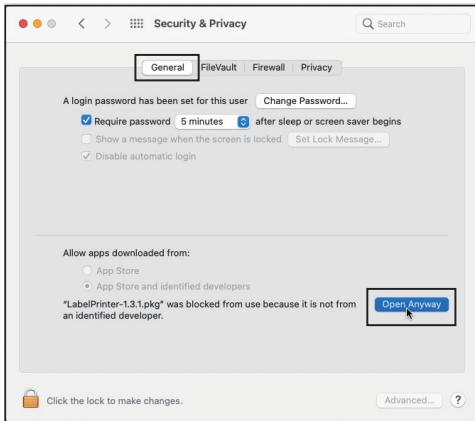 Security & Privacy
Search
General
FileVault
Firewall
Privacy
A login password has been set for this user
Change Password...
Require password
5 minutes
after sleep or screen saver begins
Show a message when the screen is locked
Set Lock Message...
Disable automatic login
Allow apps downloaded from:
App Store
App Store and identified developers
“LabelPrinter-1.3.1.pkg” was blocked from use because it is not from
an identified developer.
Open Anyway
Click the lock to make changes.
Advanced...
?